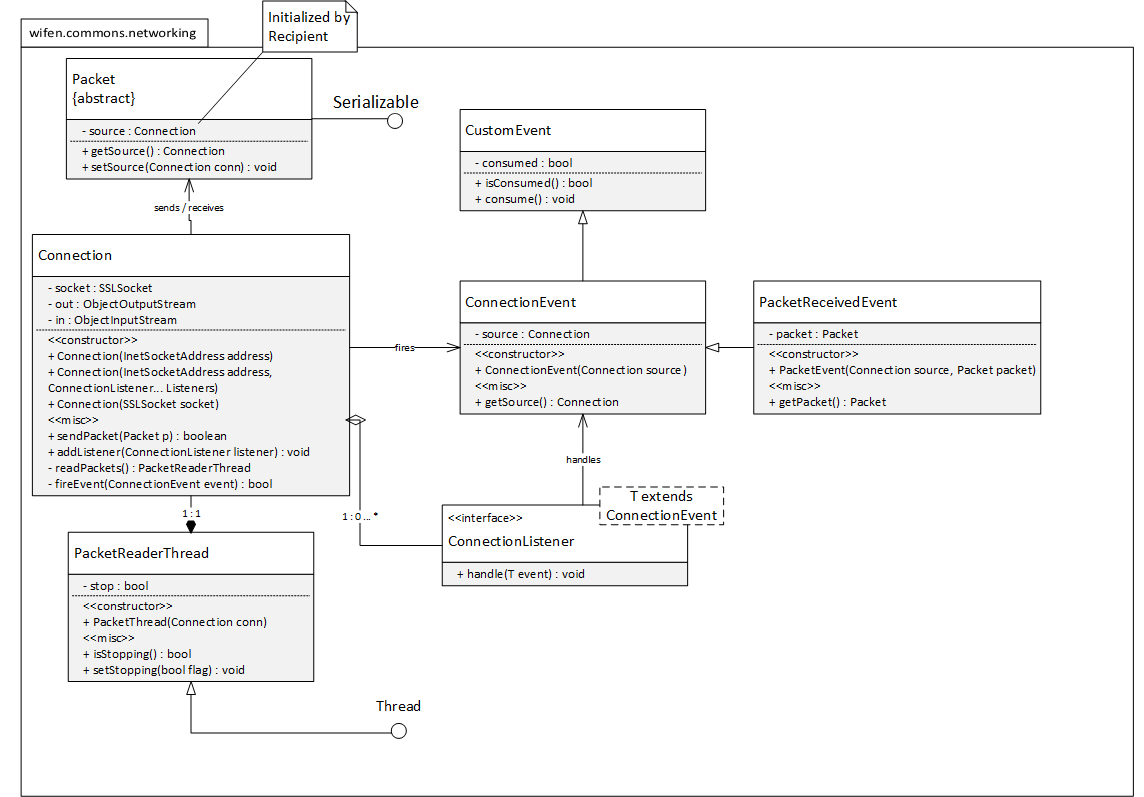 wifen.commons.networking
Initialized by
Recipient
Packet
{abstract}
- source : Connection
+ getSource() : Connection
+ setSource(Connection conn) : void
Serializable
sends / receives
CustomEvent
- consumed : bool
+ isConsumed() : bool
+ consume() : void
Connection
- socket : SSLSocket
- out : ObjectOutputStream
- in : ObjectInputStream
<<constructor>>
+ Connection(InetSocketAddress address)
+ Connection(InetSocketAddress address,
ConnectionListener... Listeners)
+ Connection(SSLSocket socket)
<<misc>>
+ sendPacket(Packet p) : boolean
+ addListener(ConnectionListener listener) : void
- readPackets() : PacketReaderThread
- fireEvent(ConnectionEvent event) : bool
fires
ConnectionEvent
- source : Connection
<<constructor>>
+ ConnectionEvent(Connection source)
<<misc>>
+ getSource() : Connection
PacketReceivedEvent
- packet : Packet
<<constructor>>
+ PacketEvent(Connection source, Packet packet)
<<misc>>
+ getPacket() : Packet
handles
1 : 1
1 : 0 ... *
T extends
ConnectionEvent
<<interface>>
ConnectionListener
+ handle(T event) : void
PacketReaderThread
- stop : bool
<<constructor>>
+ PacketThread(Connection conn)
<<misc>>
+ isStopping() : bool
+ setStopping(bool flag) : void
Thread